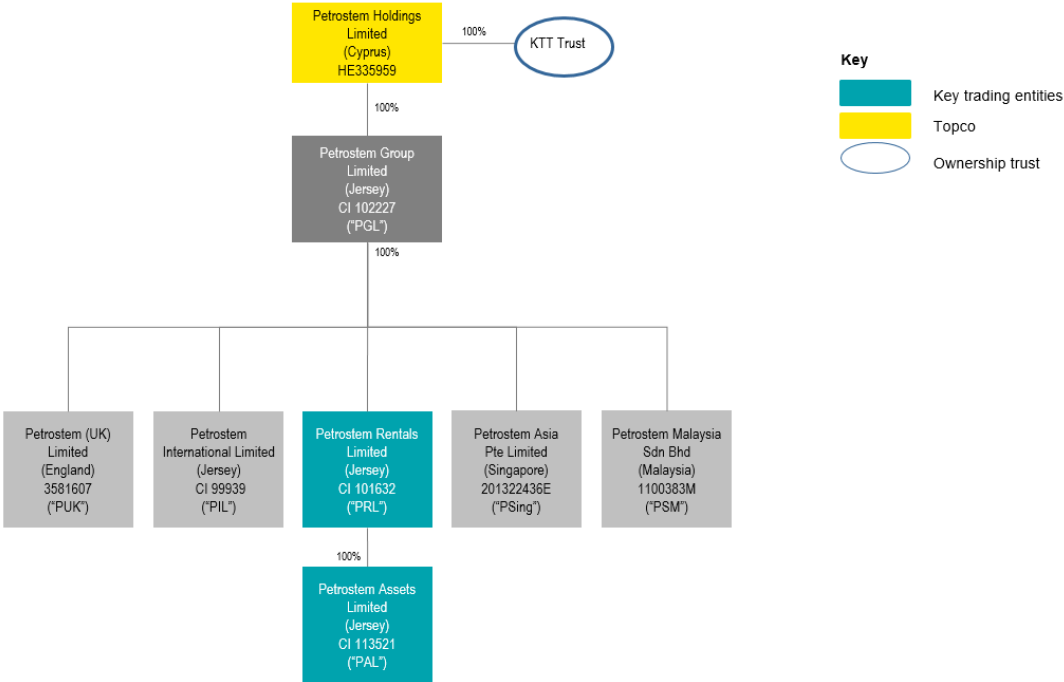 Petrostem Holdings
Limited
(Cyprus)
HE335959
100%
KTT Trust
Key
Key trading entities
Topco
Ownership trust
100%
Petrostem Group
Limited
(Jersey)
CI 102227
("PGL")
100%
Petrostem (UK)
Limited
(England)
3581607
("PUK")
Petrostem
International Limited
(Jersey)
CI 99939
("PIL")
Petrostem Rentals
Limited
(Jersey)
CI 101632
("PRL")
Petrostem Asia
Pte Limited
(Singapore)
201322436E
("PSing")
Petrostem Malaysia
Sdn Bhd
(Malaysia)
1100383M
("PSM")
100%
Petrostem Assets
Limited
(Jersey)
CI 113521
("PAL")